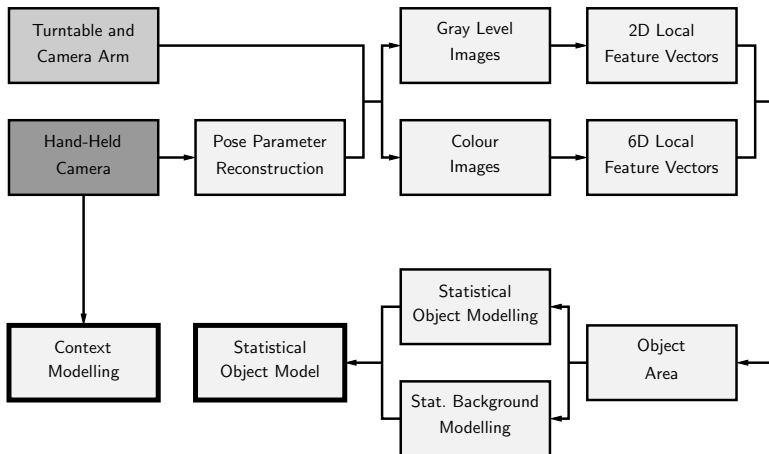 Turntable and
Camera Arm
Gray Level
Images
2D Local
Feature Vectors
Hand-Held
Camera
Pose Parameter
Reconstruction
Colour
Images
6D Local
Feature Vectors
Statistical
Object Modelling
Context
Modelling
Statistical
Object Model
Object
Area
Stat. Background
Modelling